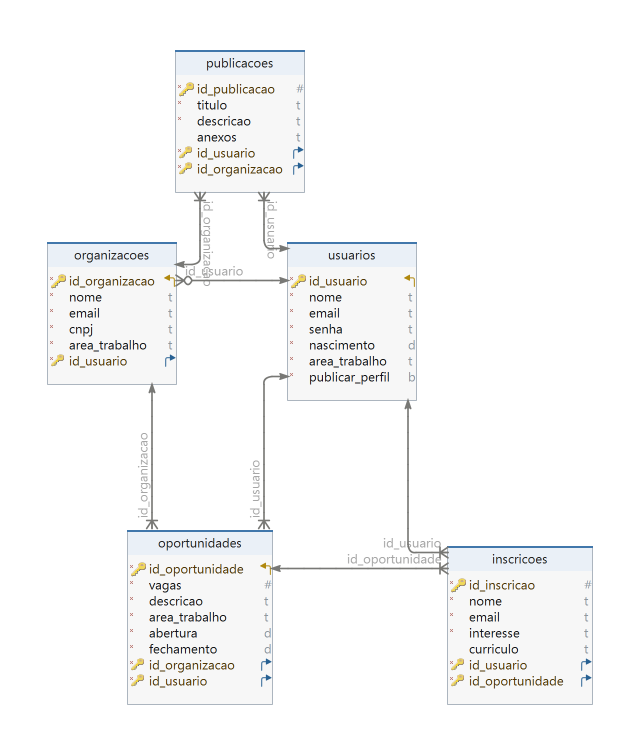 publicacoes
id_publicacao #
titulo t
descricao t
anexos t
id_usuario
id_organizacao
id_organizacao
id_usuario
organizacoes
id_organizacao
nome t
email t
cnpj t
area_trabalho t
id_usuario
id_usuario
usuarios
id_usuario
nome t
email t
senha t
nascimento d
area_trabalho t
publicar_perfil b
id_organizacao
id_usuario
id_usuario
id_oportunidade
oportunidades
id_oportunidade
vagas #
descricao t
area_trabalho t
abertura d
fechamento d
id_organizacao
id_usuario
inscricoes
id_inscricao #
nome t
email t
interesse t
curriculo t
id_usuario
id_oportunidade